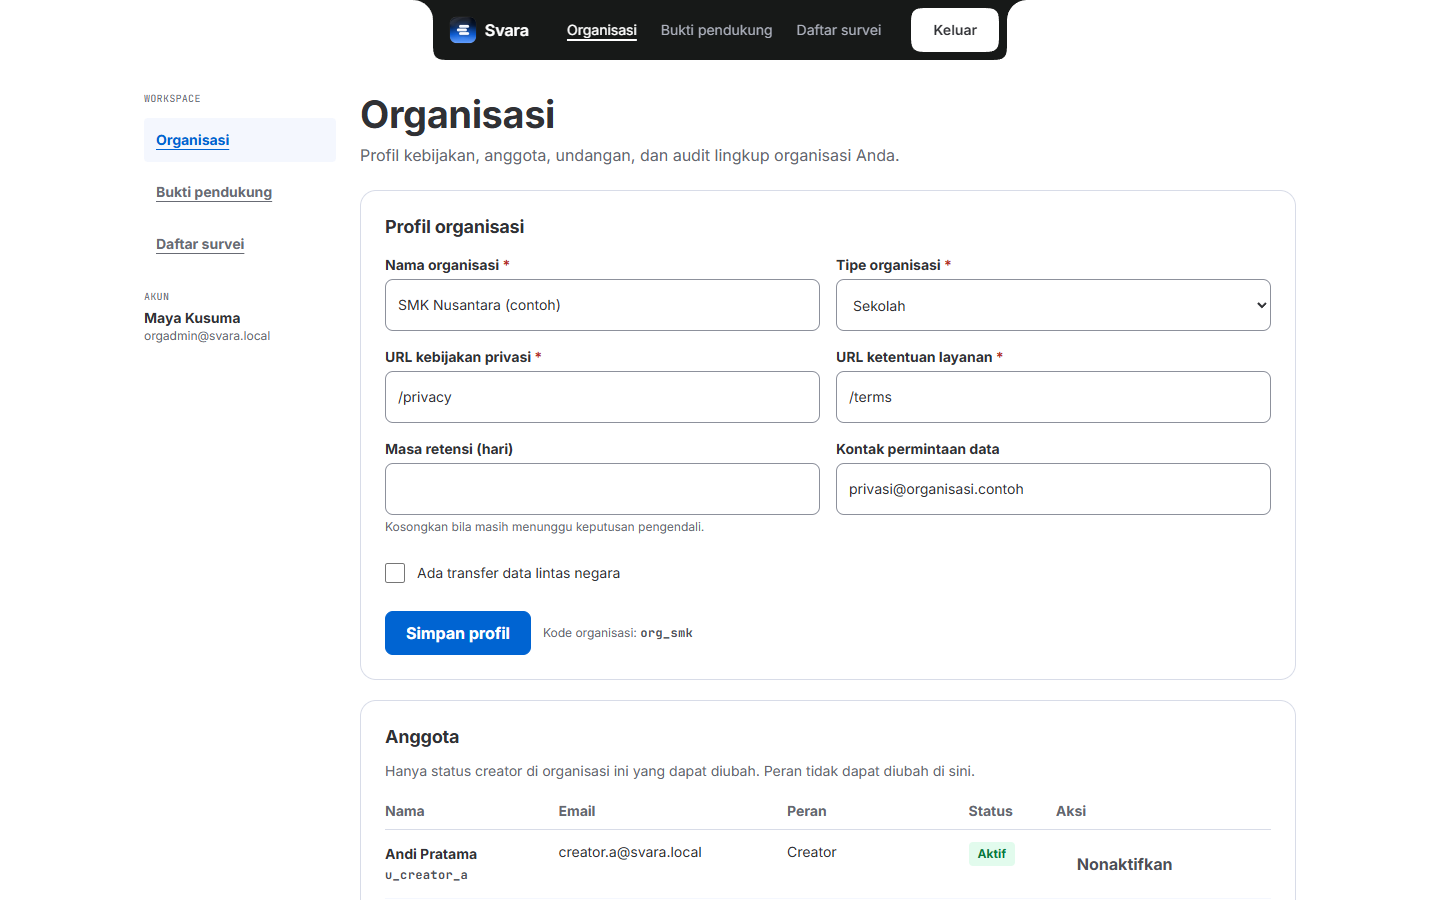 Svara
Organisasi
Bukti pendukung
Daftar survei
Keluar
WORKSPACE
Organisasi
Bukti pendukung
Daftar survei
AKUN
Maya Kusuma
orgadmin@svara.local
Organisasi
Profil kebijakan, anggota, undangan, dan audit lingkup organisasi Anda.
Profil organisasi
Nama organisasi *
SMK Nusantara (contoh)
Tipe organisasi *
Sekolah
URL kebijakan privasi *
/privacy
URL ketentuan layanan *
/terms
Masa retensi (hari)
Kosongkan bila masih menunggu keputusan pengendali.
Kontak permintaan data
privasi@organisasi.contoh
Ada transfer data lintas negara
Simpan profil
Kode organisasi: org_smk
Anggota
Hanya status creator di organisasi ini yang dapat diubah. Peran tidak dapat diubah di sini.
Nama Email Peran Status Aksi
Andi Pratama creator.a@svara.local Creator Aktif Nonaktifkan
u_creator_a